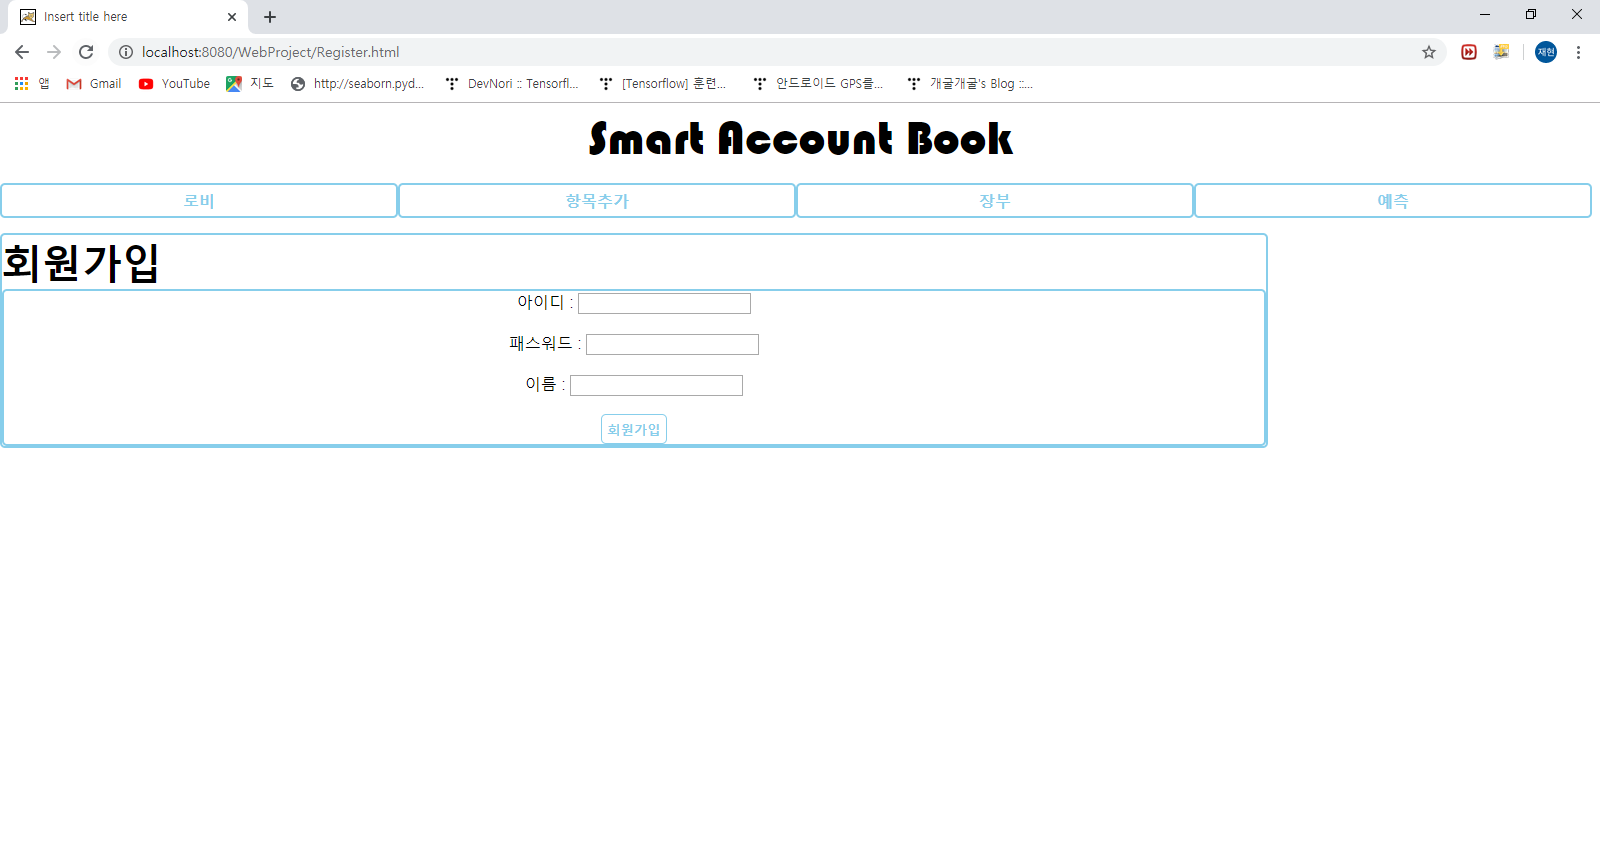 Insert title here
localhost:8080/WebProject/Register.html
재현
앱 Gmail YouTube 지도 http://seaborn.pyd... DevNori :: Tensorfl... [Tensorflow] 훈련... 안드로이드 GPS를... 개굴개굴's Blog ::...
Smart Account Book
로비 항목추가 장부 예측
회원가입
아이디 :
패스워드 :
이름 :
회원가입